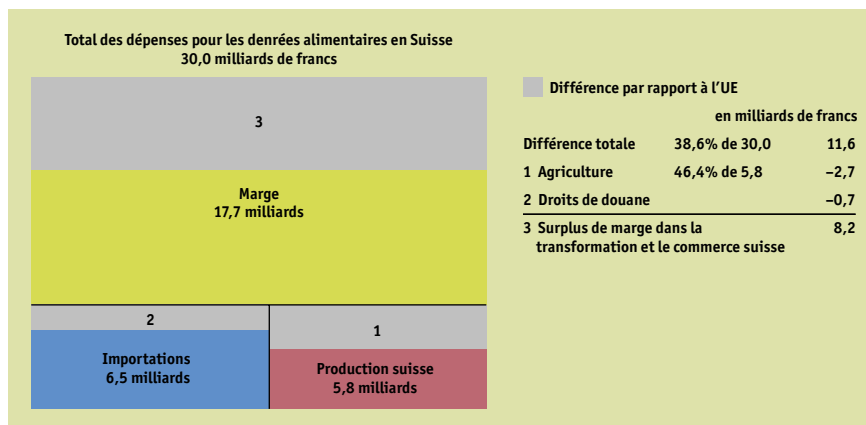 Total des dépenses pour les denrées alimentaires en Suisse
30,0 milliards de francs
3
Marge
17,7 milliards
2
Importations
6,5 milliards
1
Production suisse
5,8 milliards
Différence par rapport à l’UE
en milliards de francs
Différence totale 38,6% de 30,0 11,6
1 Agriculture 46,4% de 5,8 –2,7
2 Droits de douane –0,7
3 Surplus de marge dans la 8,2
transformation et le commerce suisse